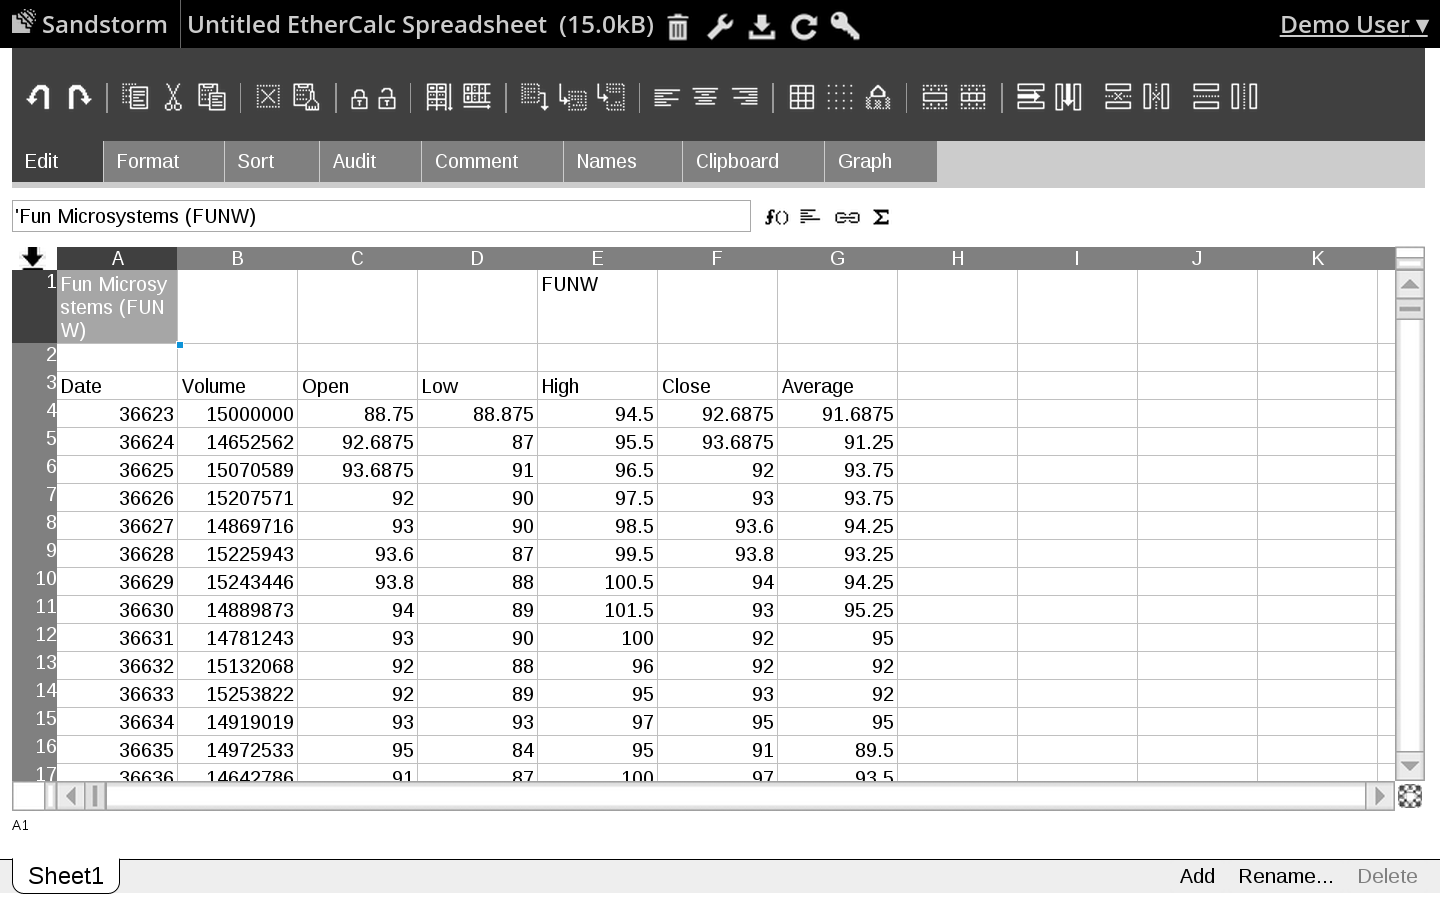 Sandstorm Untitled EtherCalc Spreadsheet (15.0kB) Demo User ▾
Edit Format Sort Audit Comment Names Clipboard Graph
'Fun Microsystems (FUNW) f() Σ
A B C D E F G H I J K
1 Fun Microsy FUNW
stems (FUN
W)
2
3 Date Volume Open Low High Close Average
4 36623 15000000 88.75 88.875 94.5 92.6875 91.6875
5 36624 14652562 92.6875 87 95.5 93.6875 91.25
6 36625 15070589 93.6875 91 96.5 92 93.75
7 36626 15207571 92 90 97.5 93 93.75
8 36627 14869716 93 90 98.5 93.6 94.25
9 36628 15225943 93.6 87 99.5 93.8 93.25
10 36629 15243446 93.8 88 100.5 94 94.25
11 36630 14889873 94 89 101.5 93 95.25
12 36631 14781243 93 90 100 92 95
13 36632 15132068 92 88 96 92 92
14 36633 15253822 92 89 95 93 92
15 36634 14919019 93 93 97 95 95
16 36635 14972533 95 84 95 91 89.5
17 36636 14642786 91 87 100 97 93.5
A1
Sheet1 Add Rename... Delete